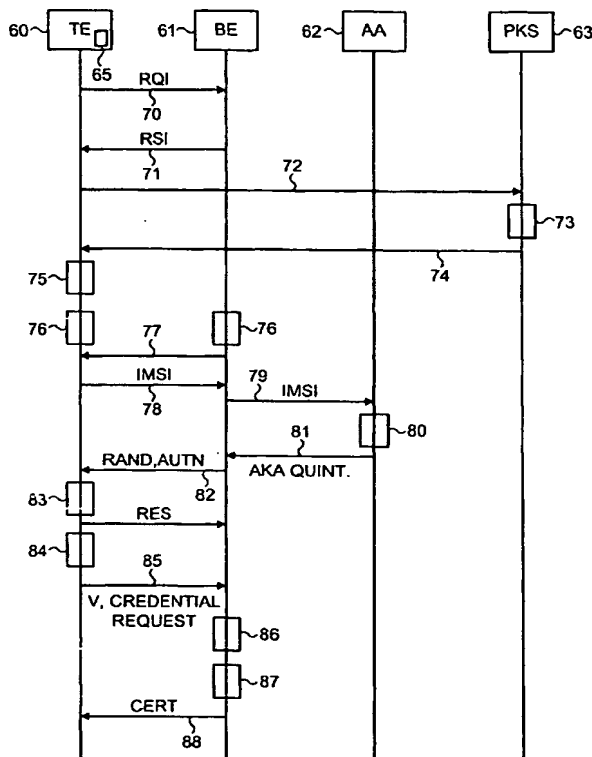 60 TE 65 61 BE 62 AA PKS 63
RQI
70
RSI
71
72
73
74
75
76 77 76
IMSI 79 IMSI
78
80
81
RAND,AUTN
82 AKA QUINT.
83
RES
84
85
V, CREDENTIAL
REQUEST
86
87
CERT
88